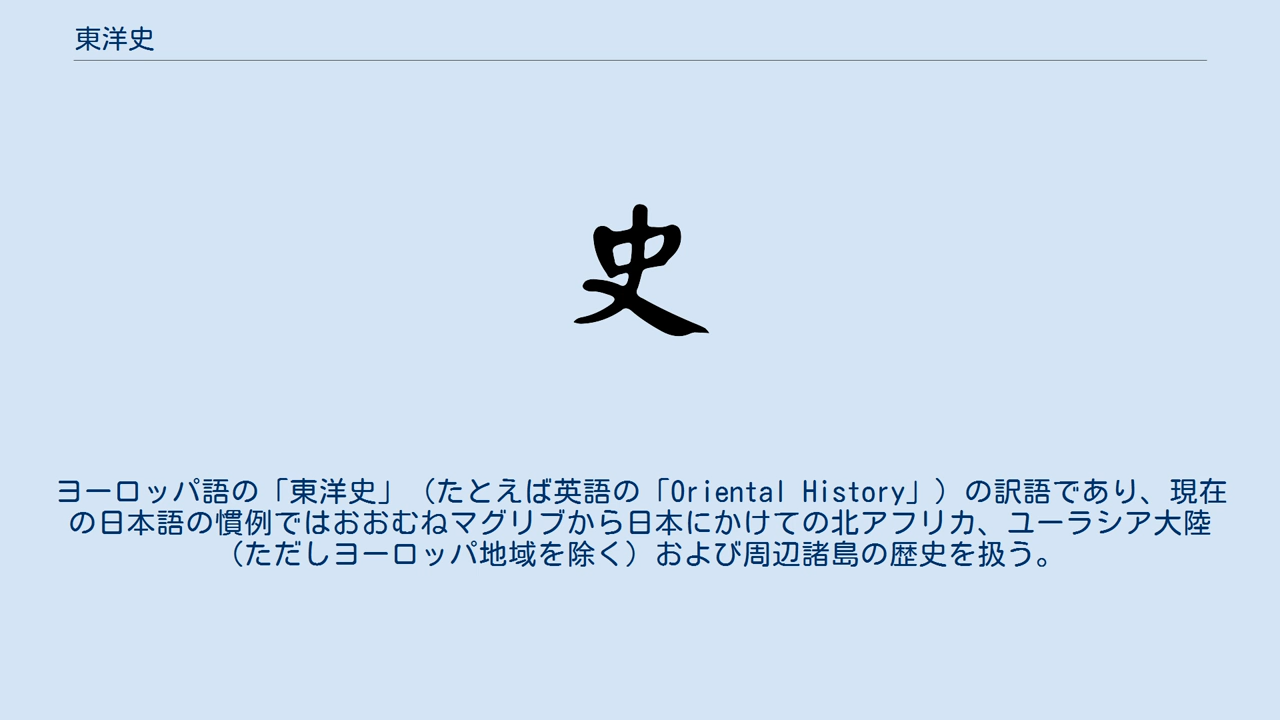 東洋史
史
ヨーロッパ語の「東洋史」（たとえば英語の「Oriental History」）の訳語であり、現在
の日本語の慣例ではおおむねマグリブから日本にかけての北アフリカ、ユーラシア大陸
（ただしヨーロッパ地域を除く）および周辺諸島の歴史を扱う。